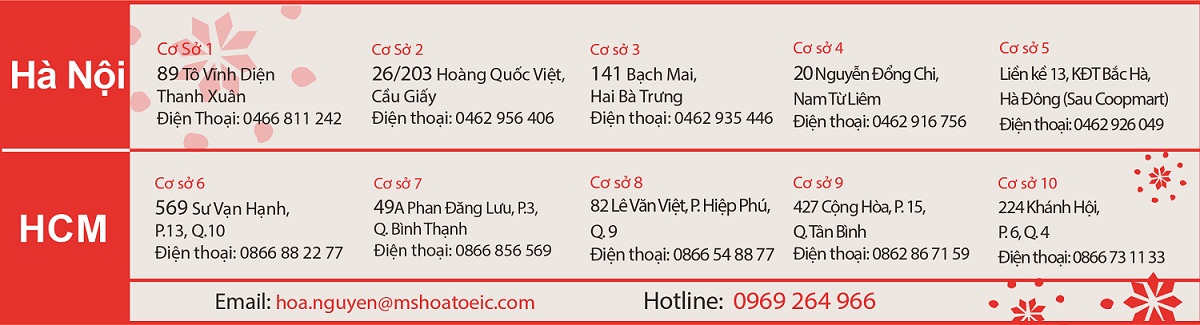 Hà Nội
Cơ Sở 1
89 Tô Vĩnh Diện
Thanh Xuân
Điện Thoại: 0466 811 242
Cơ Sở 2
26/203 Hoàng Quốc Việt,
Cầu Giấy
Điện thoại: 0462 956 406
Cơ sở 3
141 Bạch Mai,
Hai Bà Trưng
Điện thoại: 0462 935 446
Cơ sở 4
20 Nguyễn Đổng Chi,
Nam Từ Liêm
Điện thoại: 0462 916 756
Cơ sở 5
Liền kề 13, KĐT Bắc Hà,
Hà Đông (Sau Coopmart)
Điện thoại: 0462 926 049
HCM
Cơ sở 6
569 Sư Vạn Hạnh,
P.13, Q.10
Điện thoại: 0866 88 22 77
Cơ sở 7
49A Phan Đăng Lưu, P.3,
Q. Bình Thạnh
Điện thoại: 0866 856 569
Cơ sở 8
82 Lê Văn Việt, P. Hiệp Phú,
Q. 9
Điện thoại: 0866 54 88 77
Cơ sở 9
427 Cộng Hòa, P. 15,
Q.Tân Bình
Điện thoại: 0862 86 71 59
Cơ sở 10
224 Khánh Hội,
P. 6, Q. 4
Điện thoại: 0866 73 11 33
Email: hoa.nguyen@mshoatoeic.com
Hotline: 0969 264 966